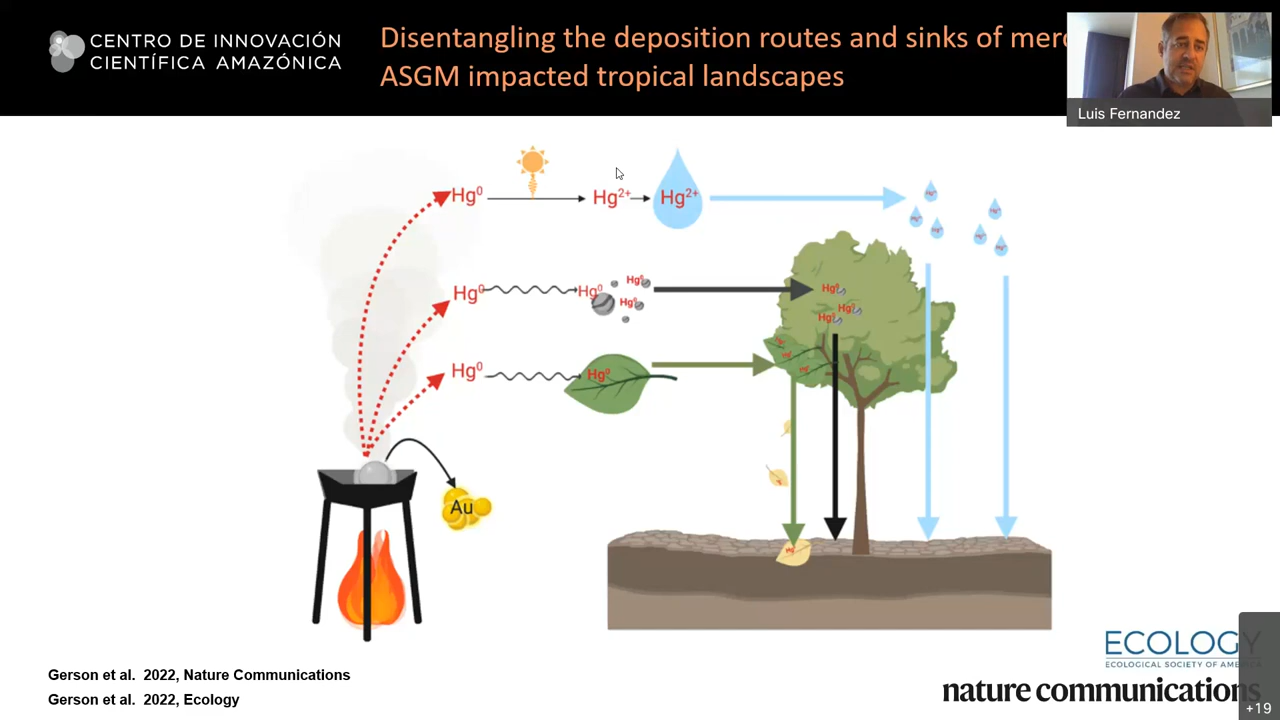 CENTRO DE INNOVACIÓN
CIENTÍFICA AMAZÓNICA
Disentangling the deposition routes and sinks of mer
ASGM impacted tropical landscapes
Luis Fernandez
Hg⁰
Hg²⁺
Hg²⁺
Hg⁰
Hg⁰
Hg⁰
Hg⁰
Hg⁰
Hg⁰
Hg⁰
Hg⁰
Hg⁰
Au
Gerson et al. 2022, Nature Communications
Gerson et al. 2022, Ecology
ECOLOGY
ECOLOGICAL SOCIETY OF AMERICA
nature communications
+19